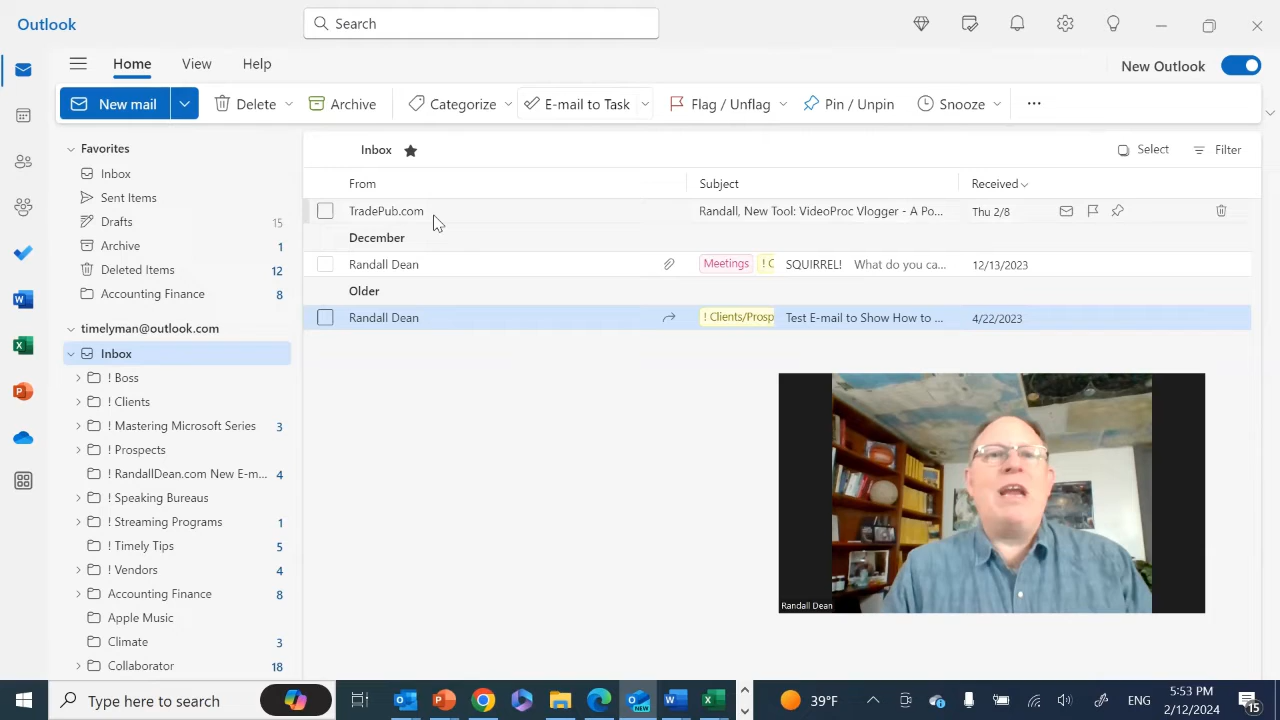 Outlook
Search
Home View Help
New Outlook
New mail Delete Archive Categorize E-mail to Task Flag / Unflag Pin / Unpin Snooze
Favorites
Inbox
Sent Items
Drafts 15
Archive 1
Deleted Items 12
Accounting Finance 8
timelyman@outlook.com
Inbox
! Boss
! Clients
! Mastering Microsoft Series 3
! Prospects
! RandallDean.com New E-m... 4
! Speaking Bureaus
! Streaming Programs 1
! Timely Tips 5
! Vendors 4
Accounting Finance 8
Apple Music
Climate 3
Collaborator 18
Inbox Select Filter
From Subject Received
TradePub.com Randall, New Tool: VideoProc Vlogger - A Po... Thu 2/8
December
Randall Dean Meetings ! C SQUIRREL! What do you ca... 12/13/2023
Older
Randall Dean ! Clients/Prosp Test E-mail to Show How to ... 4/22/2023
Randall Dean
Type here to search
NEW
39°F
ENG
5:53 PM
2/12/2024
15